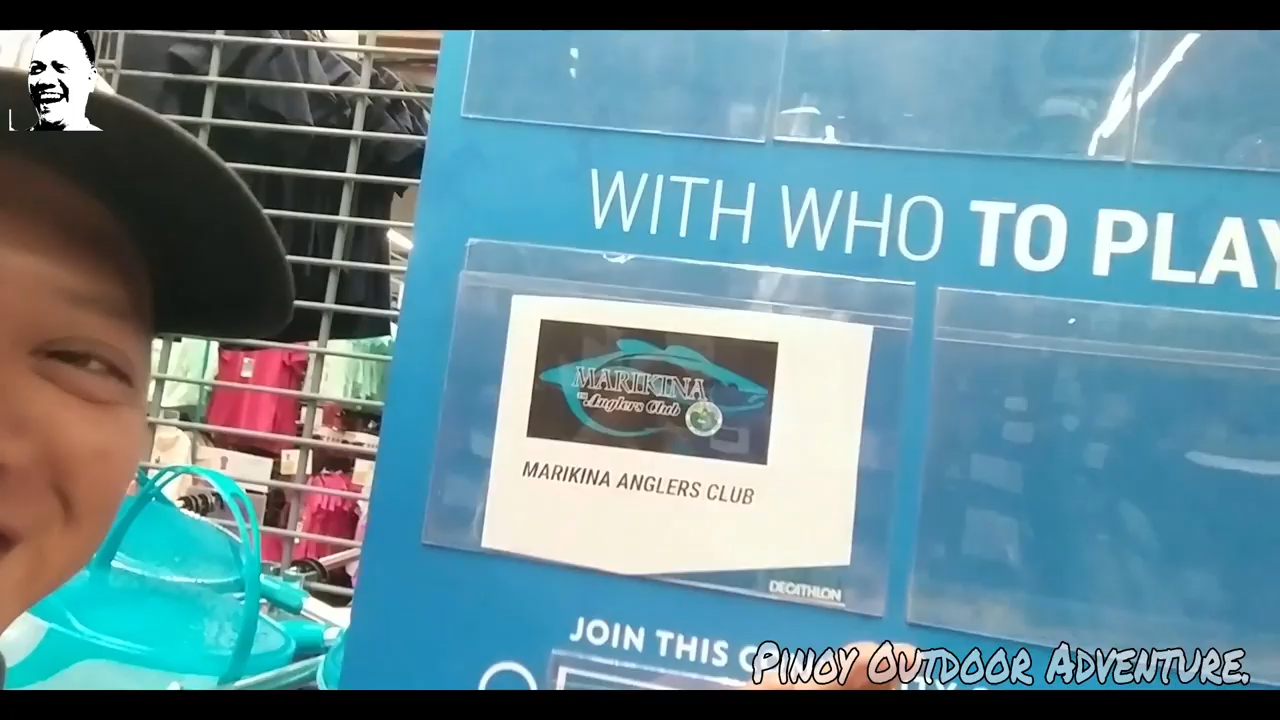 WITH WHO TO PLAY
MARIKINA
Anglers Club
MARIKINA ANGLERS CLUB
DECATHLON
JOIN THIS
PINOY OUTDOOR ADVENTURE.